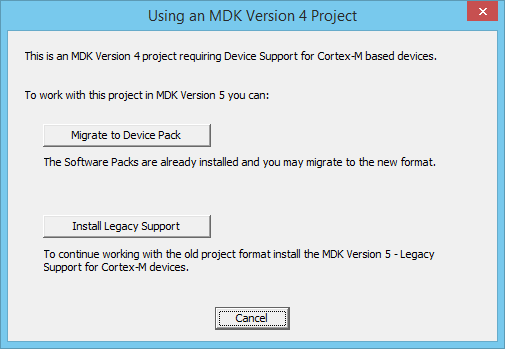 Using an MDK Version 4 Project
This is an MDK Version 4 project requiring Device Support for Cortex-M based devices.
To work with this project in MDK Version 5 you can:
Migrate to Device Pack
The Software Packs are already installed and you may migrate to the new format.
Install Legacy Support
To continue working with the old project format install the MDK Version 5 - Legacy
Support for Cortex-M devices.
Cancel